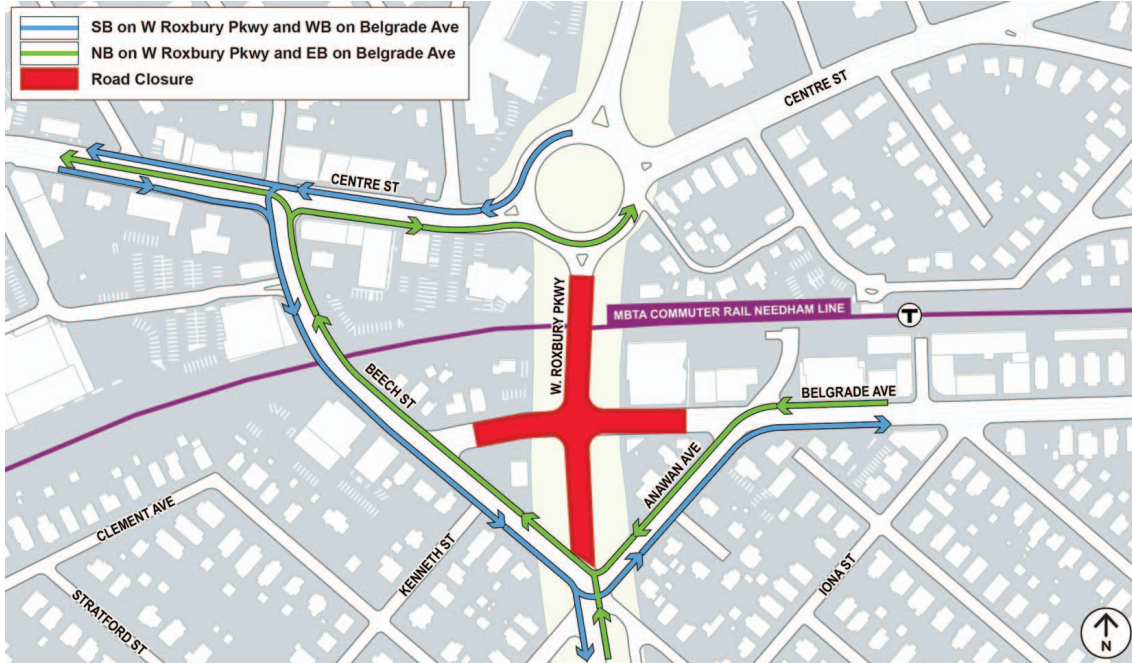 SB on W Roxbury Pkwy and WB on Belgrade Ave
NB on W Roxbury Pkwy and EB on Belgrade Ave
Road Closure
CENTRE ST
CENTRE ST
W. ROXBURY PKWY
MBTA COMMUTER RAIL NEEDHAM LINE
T
BEECH ST
BELGRADE AVE
ANAWAN AVE
CLEMENT AVE
KENNETH ST
IONA ST
STRATFORD ST
N